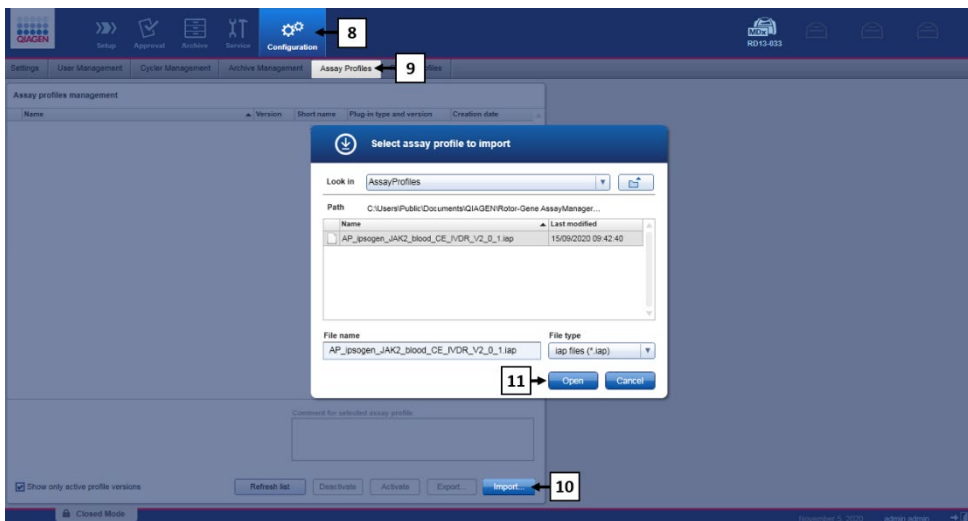 QIAGEN
Setup
Approval
Archive
Service
Configuration
8
MDx
RD13-033
Settings
User Management
Cycler Management
Archive Management
Assay Profiles
9
files
Assay profiles management
Name
Version
Short name
Plug-in type and version
Creation date
Select assay profile to import
Look in
AssayProfiles
Path
C:\Users\Public\Documents\QIAGEN\Rotor-Gene AssayManager...
Name
Last modified
AP_ipsogen_JAK2_blood_CE_IVDR_V2_0_1.iap
15/09/2020 09:42:40
File name
File type
AP_ipsogen_JAK2_blood_CE_IVDR_V2_0_1.iap
iap files (*.iap)
11
Open
Cancel
Comment for selected assay profile
Show only active profile versions
Refresh list
Deactivate
Activate
Export...
Import...
10
Closed Mode
November 5, 2020
admin admin